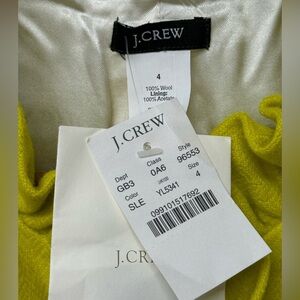 J.CREW
4
100% Wool
Lining:
100% Acetate
J.CREW
Dept
Class
Style
GB3
0A6
96553
Color
Size
SLE
YL5341
4
099101517692
J.CR